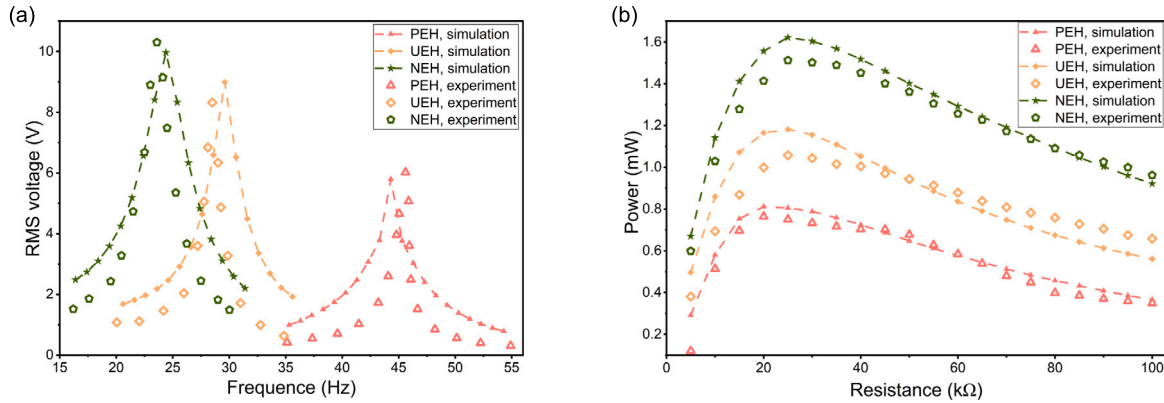 (a)
RMS voltage (V)
10
8
6
4
2
0
15 20 25 30 35 40 45 50 55
Frequence (Hz)
PEH, simulation
UEH, simulation
NEH, simulation
PEH, experiment
UEH, experiment
NEH, experiment
(b)
Power (mW)
1.6
1.4
1.2
1.0
0.8
0.6
0.4
0.2
0 20 40 60 80 100
Resistance (kΩ)
PEH, simulation
PEH, experiment
UEH, simulation
UEH, experiment
NEH, simulation
NEH, experiment